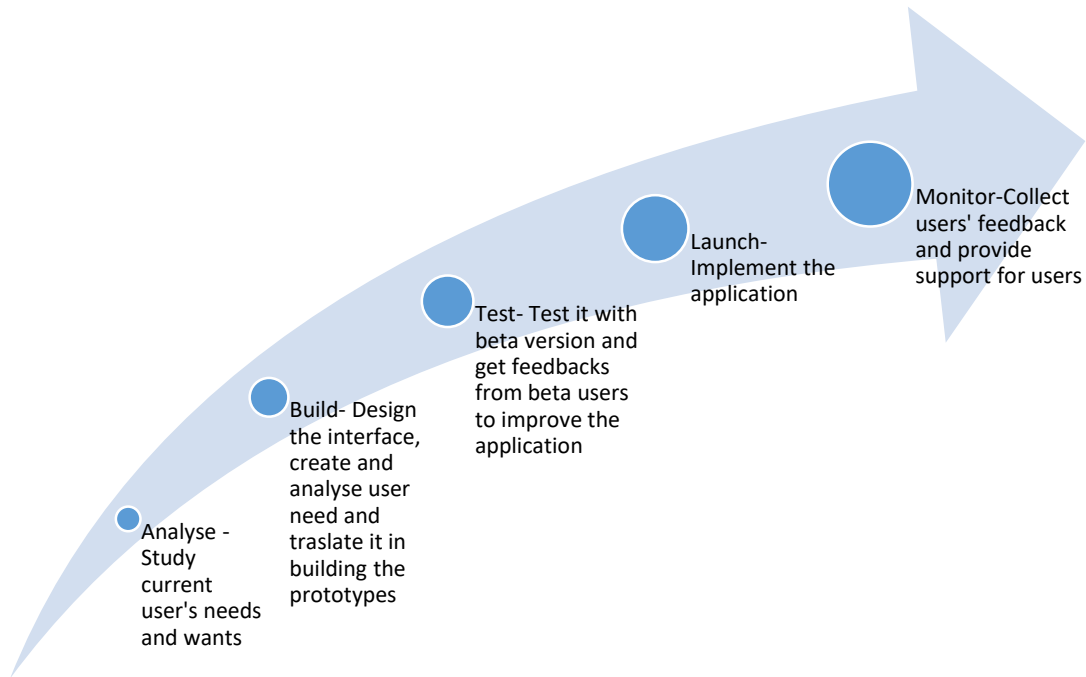 Analyse -
Study
current
user's needs
and wants
Build- Design
the interface,
create and
analyse user
need and
traslate it in
building the
prototypes
Test- Test it with
beta version and
get feedbacks
from beta users
to improve the
application
Launch-
Implement the
application
Monitor-Collect
users' feedback
and provide
support for users